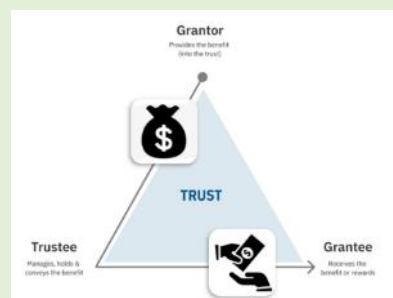 Grantor
Provides the benefit
(into the trust)
$
TRUST
Trustee
Manages, holds &
conveys the benefit
$
Grantee
Receives the
benefit or rewards